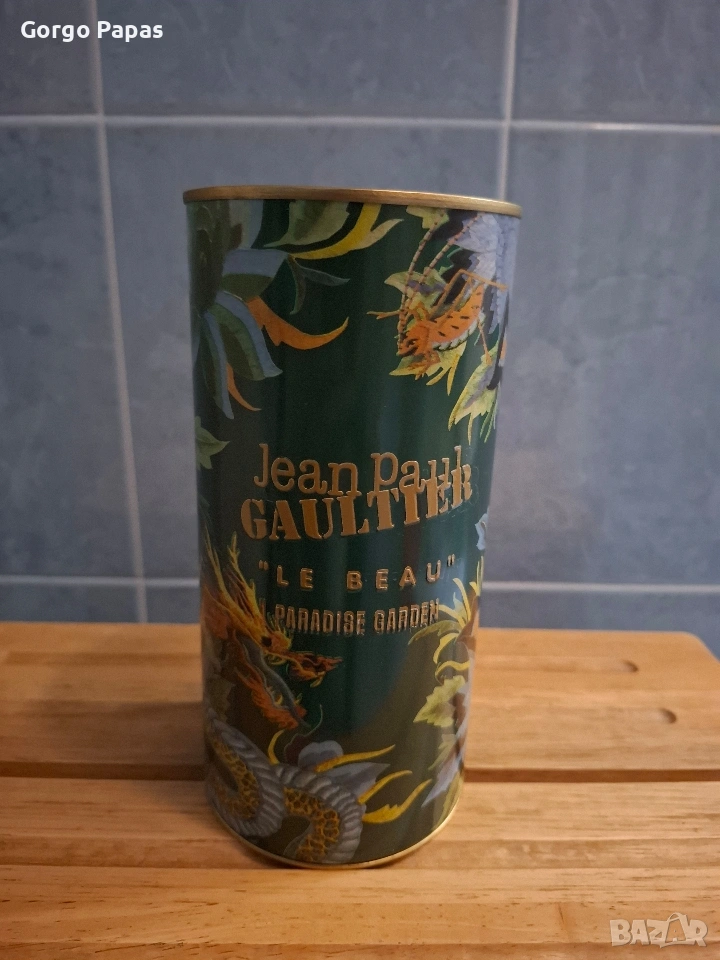 Gorgo Papas
Jean Paul
GAULTIER
"LE BEAU"
PARADISE GARDEN
BAZAR